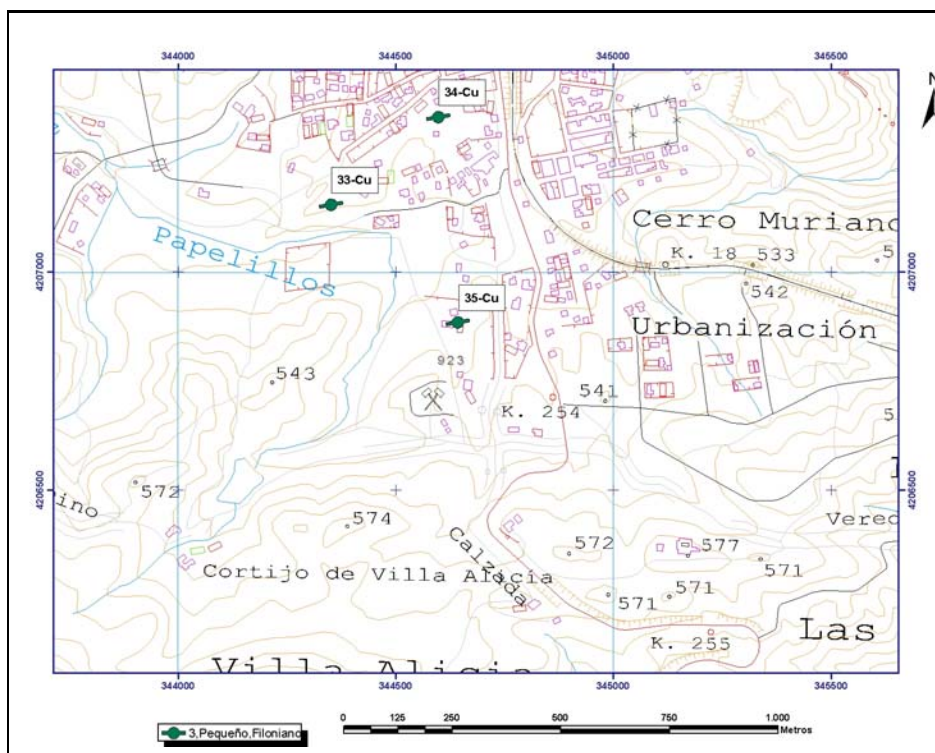 344000 344500 345000 345500
N
34-Cu
33-Cu
Cerro Muriano
Papelillos
K. 18 533
4207000 4207000
542
35-Cu
Urbanización
923
543
541
K. 254
4206500 4206500
572
ino
574
Vered
572 577
Calzada
571
Cortijo de Villa Alicia
571 571
Las
K. 255
Villa Alicia
344000 344500 345000 345500
3,Pequeño,Filoniano
0 125 250 500 750 1.000
Metros